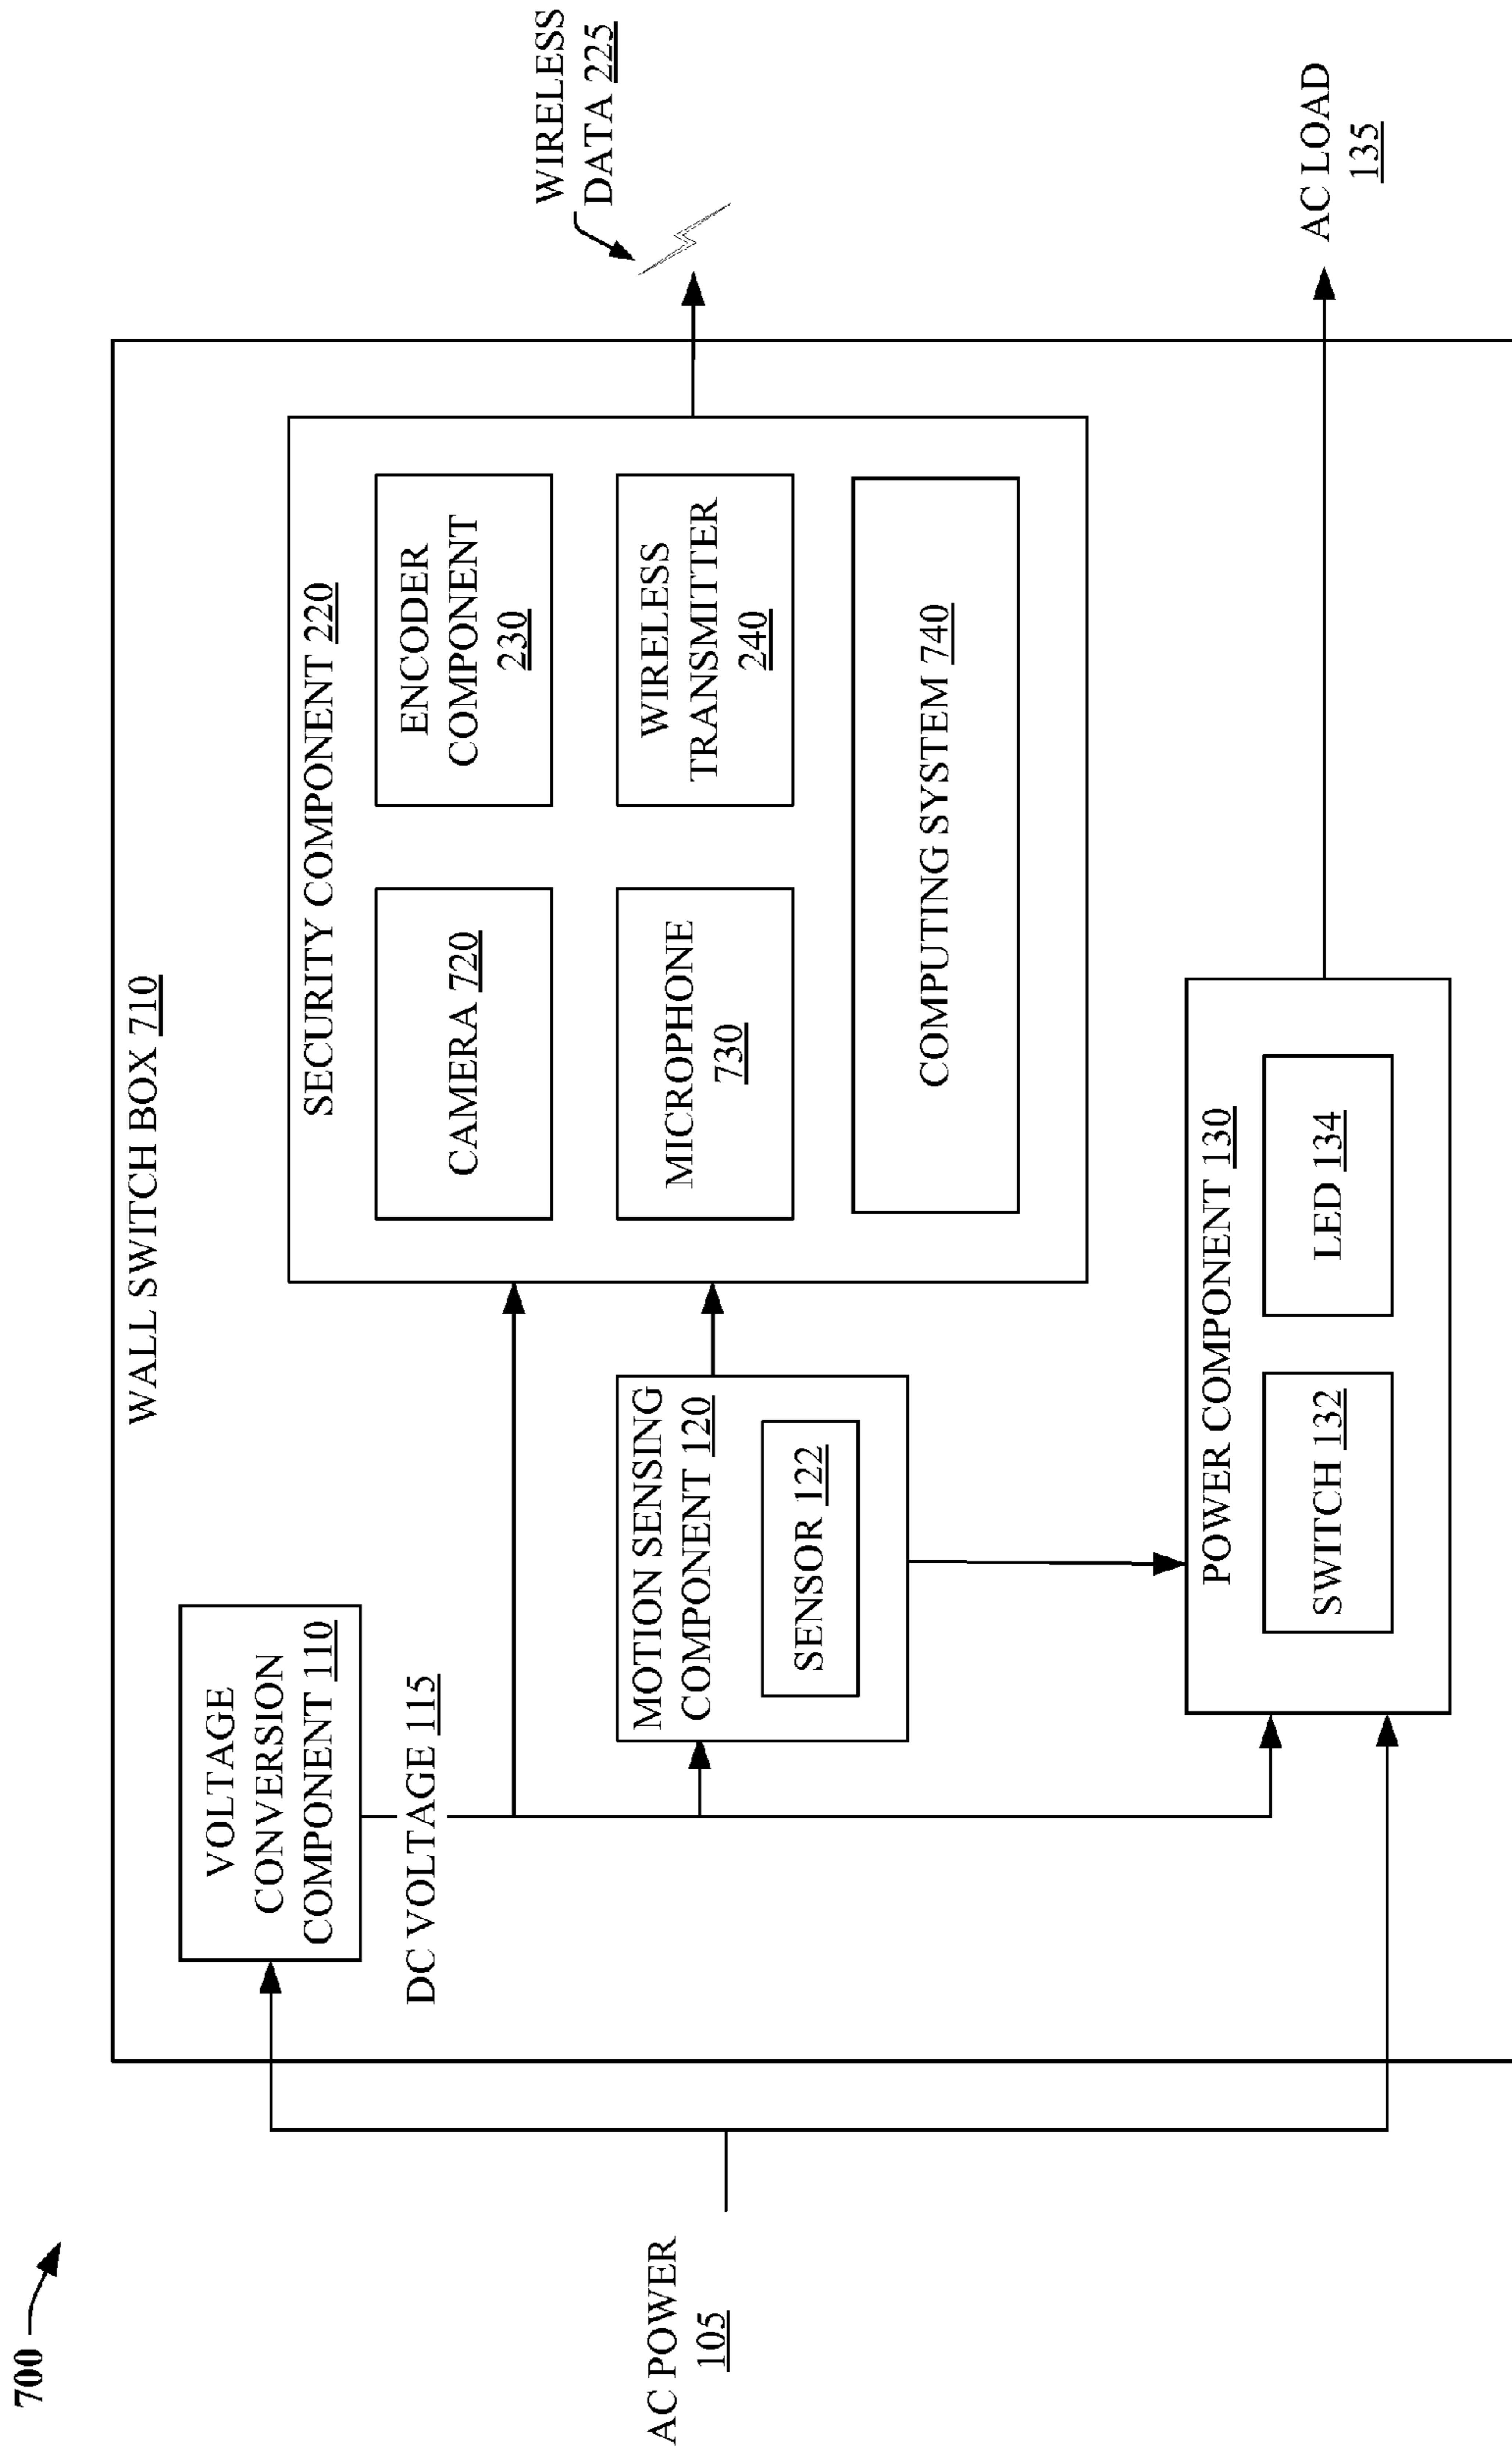 700
WALL SWITCH BOX 710
VOLTAGE
CONVERSION
COMPONENT 110
DC VOLTAGE 115
AC POWER
105
MOTION SENSING
COMPONENT 120
SENSOR 122
SECURITY COMPONENT 220
CAMERA 720
ENCODER
COMPONENT
230
MICROPHONE
730
WIRELESS
TRANSMITTER
240
COMPUTING SYSTEM 740
WIRELESS
DATA 225
POWER COMPONENT 130
SWITCH 132
LED 134
AC LOAD
135